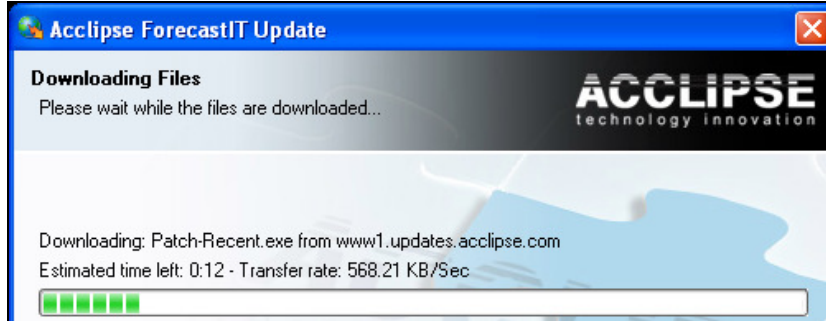 Acclipse ForecastIT Update
Downloading Files
Please wait while the files are downloaded...
ACCLIPSE
technology innovation
Downloading: Patch-Recent.exe from www1.updates.acclipse.com
Estimated time left: 0:12 - Transfer rate: 568.21 KB/Sec